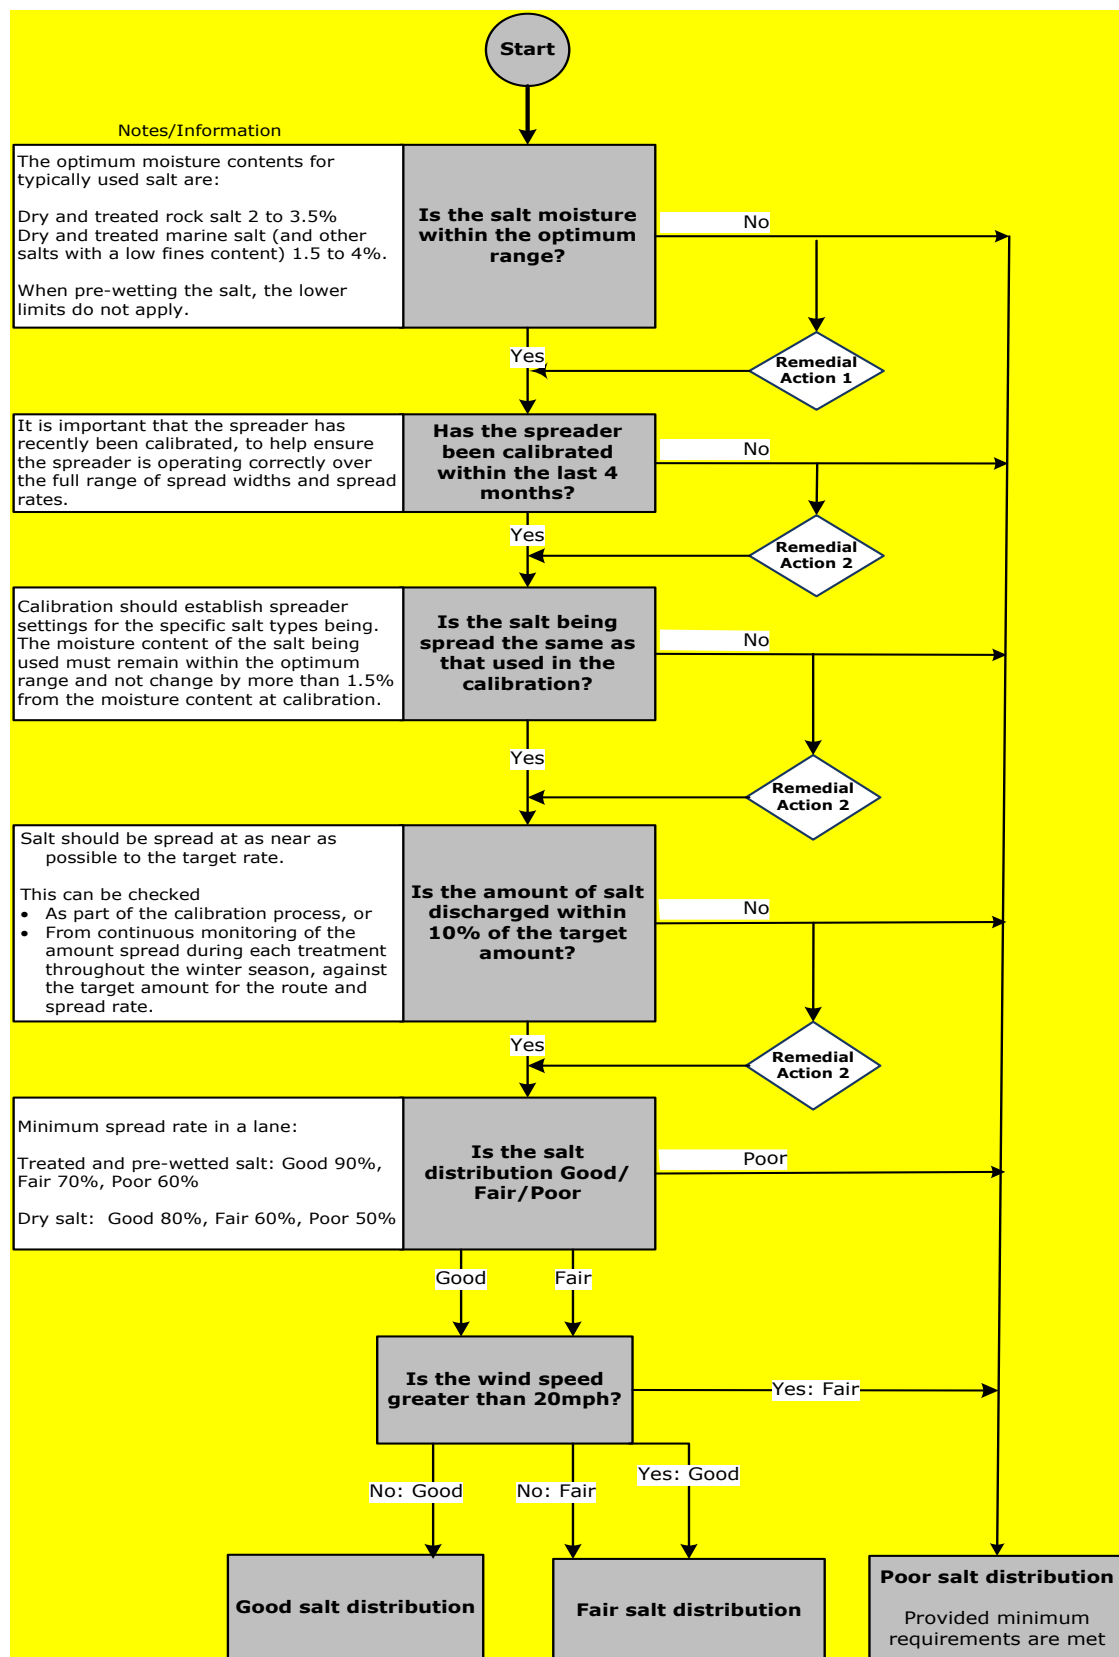 Start
Notes/Information
The optimum moisture contents for
typically used salt are:
Dry and treated rock salt 2 to 3.5%
Dry and treated marine salt (and other
salts with a low fines content) 1.5 to 4%.
When pre-wetting the salt, the lower
limits do not apply.
Is the salt moisture
within the optimum
range?
No
Remedial
Action 1
Yes
It is important that the spreader has
recently been calibrated, to help ensure
the spreader is operating correctly over
the full range of spread widths and spread
rates.
Has the spreader
been calibrated
within the last 4
months?
No
Remedial
Action 2
Yes
Calibration should establish spreader
settings for the specific salt types being.
The moisture content of the salt being
used must remain within the optimum
range and not change by more than 1.5%
from the moisture content at calibration.
Is the salt being
spread the same as
that used in the
calibration?
No
Remedial
Action 2
Yes
Salt should be spread at as near as
possible to the target rate.
This can be checked
• As part of the calibration process, or
• From continuous monitoring of the
amount spread during each treatment
throughout the winter season, against
the target amount for the route and
spread rate.
Is the amount of salt
discharged within
10% of the target
amount?
No
Remedial
Action 2
Yes
Minimum spread rate in a lane:
Treated and pre-wetted salt: Good 90%,
Fair 70%, Poor 60%
Dry salt:  Good 80%, Fair 60%, Poor 50%
Is the salt
distribution Good/
Fair/Poor
Poor
Good
Fair
Is the wind speed
greater than 20mph?
Yes: Fair
No: Good
No: Fair
Yes: Good
Good salt distribution
Fair salt distribution
Poor salt distribution
Provided minimum
requirements are met